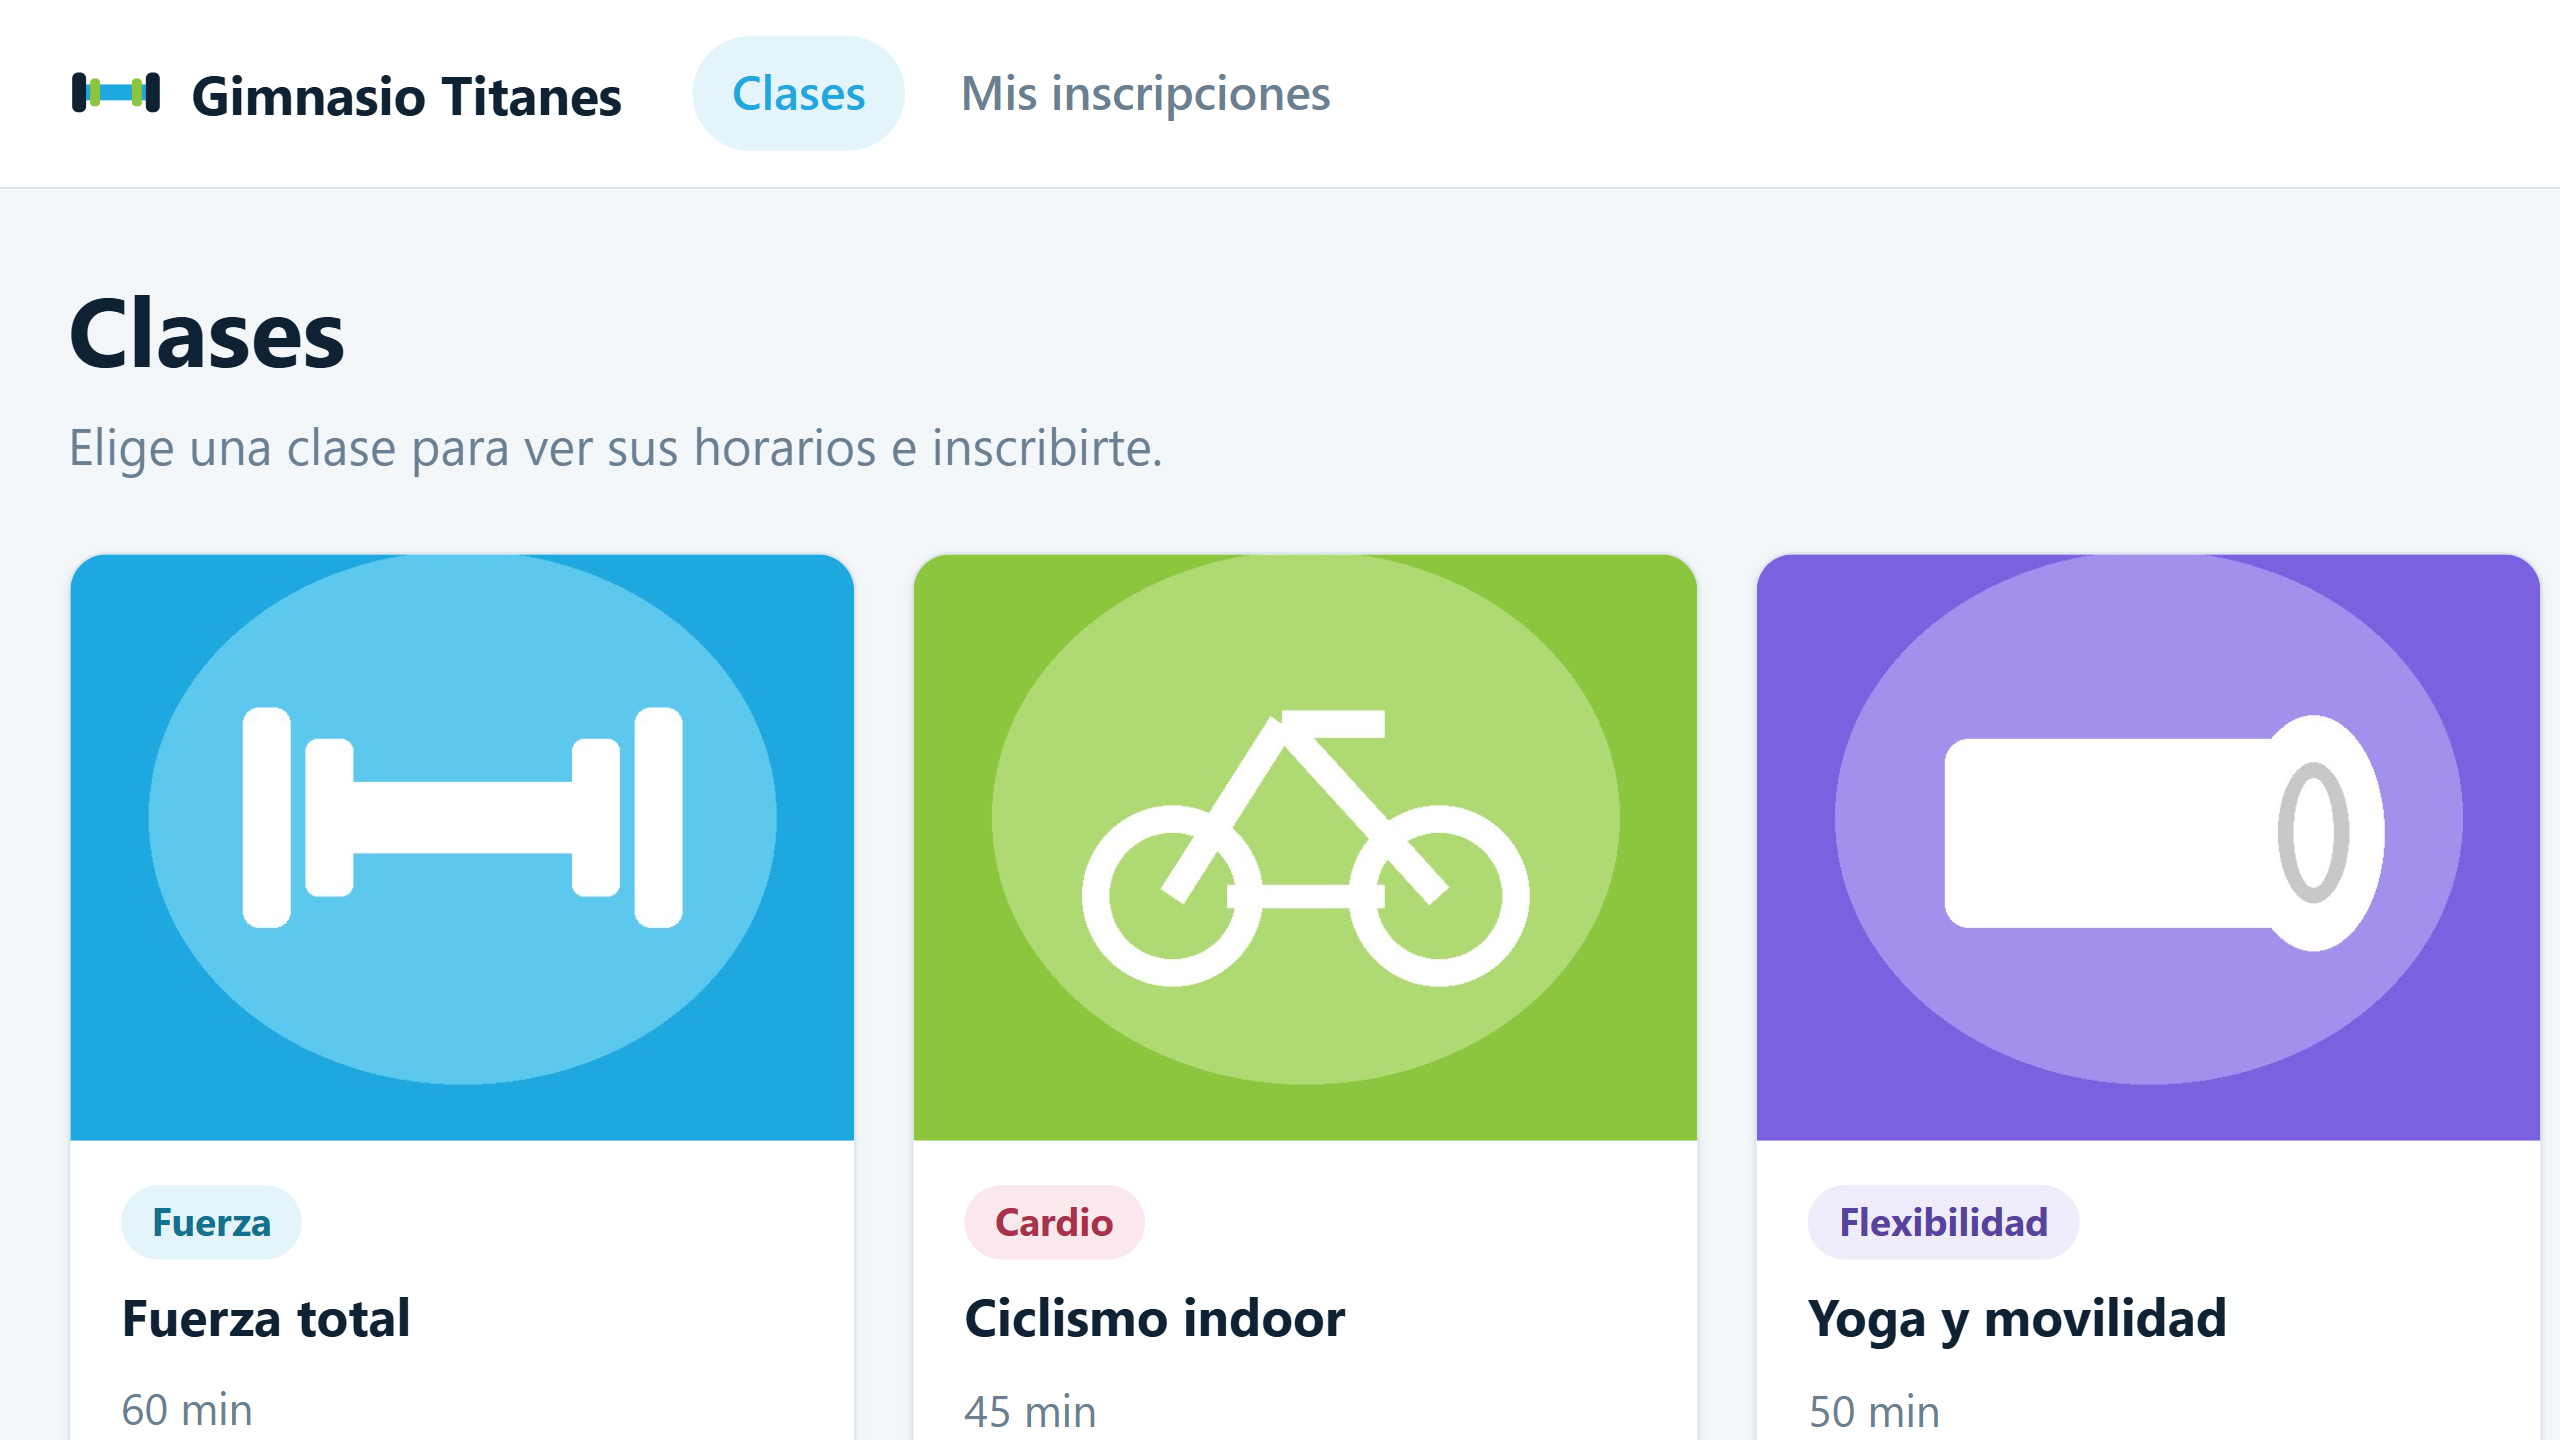 Gimnasio Titanes
Clases
Mis inscripciones
Clases
Elige una clase para ver sus horarios e inscribirte.
Fuerza
Fuerza total
60 min
Cardio
Ciclismo indoor
45 min
Flexibilidad
Yoga y movilidad
50 min